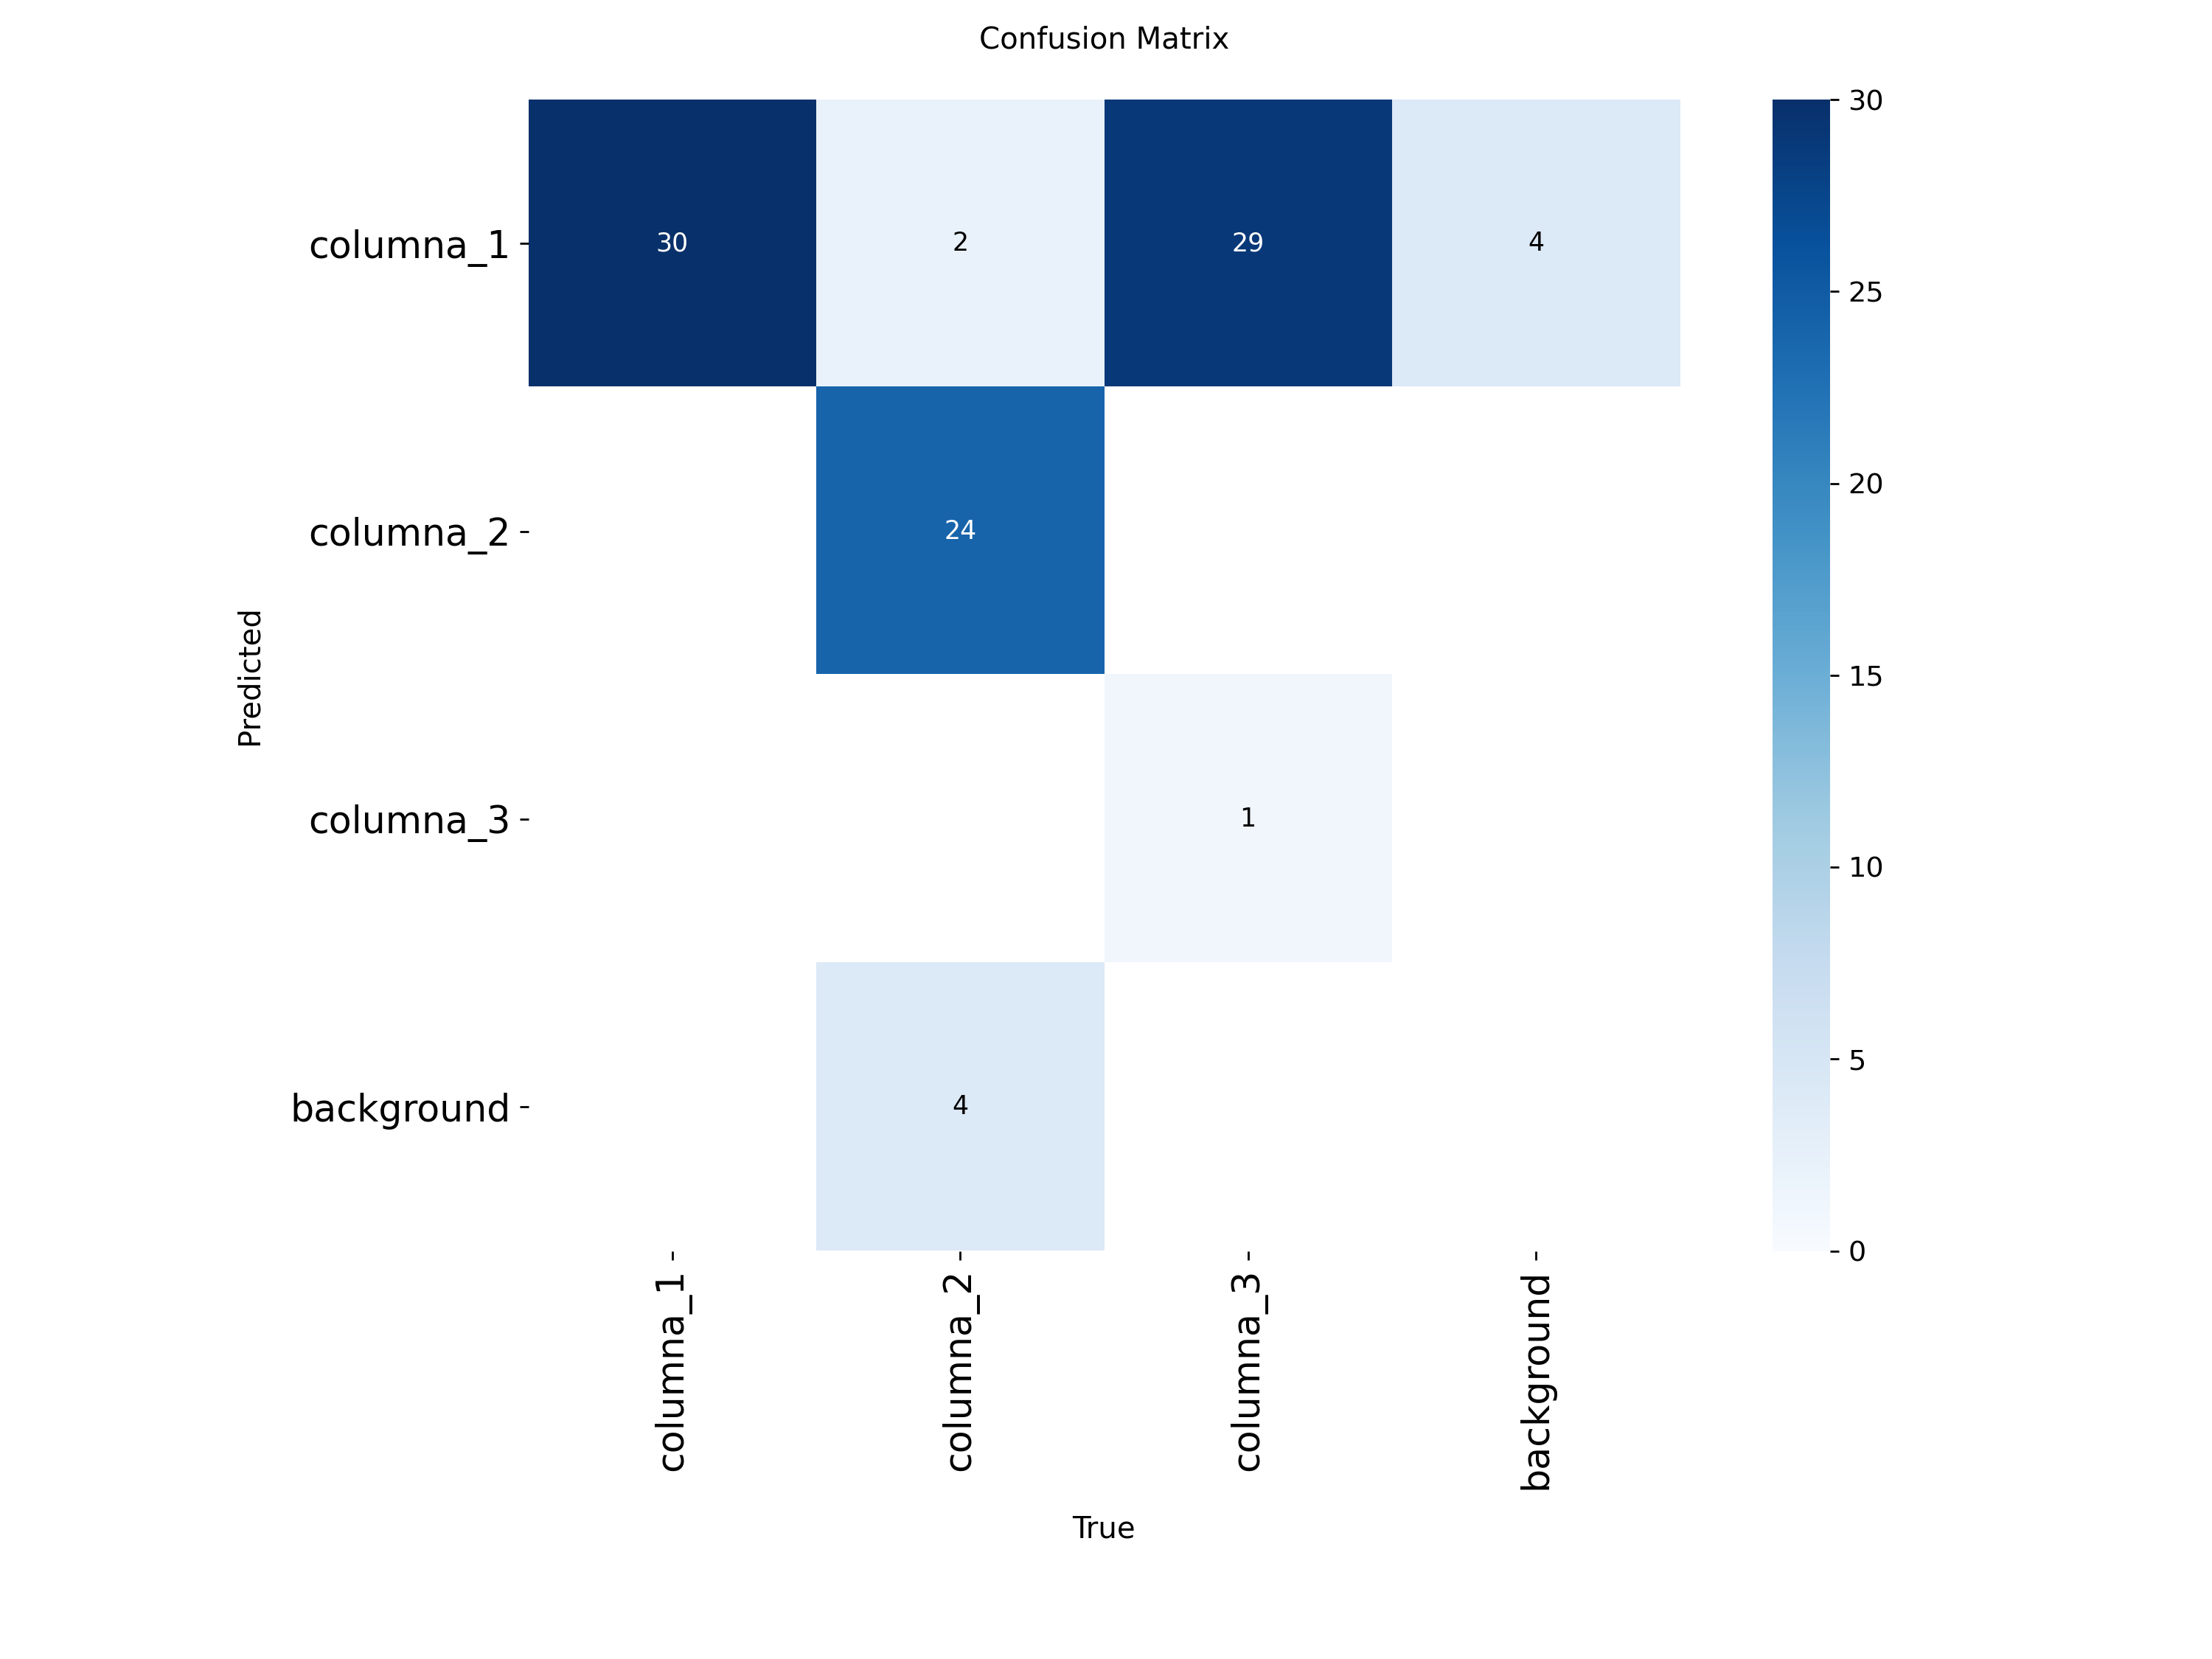 Confusion Matrix
30
columna_1
30
2
29
4
25
columna_2
24
20
Predicted
15
columna_3
1
10
background
4
5
0
columna_1
columna_2
columna_3
background
True